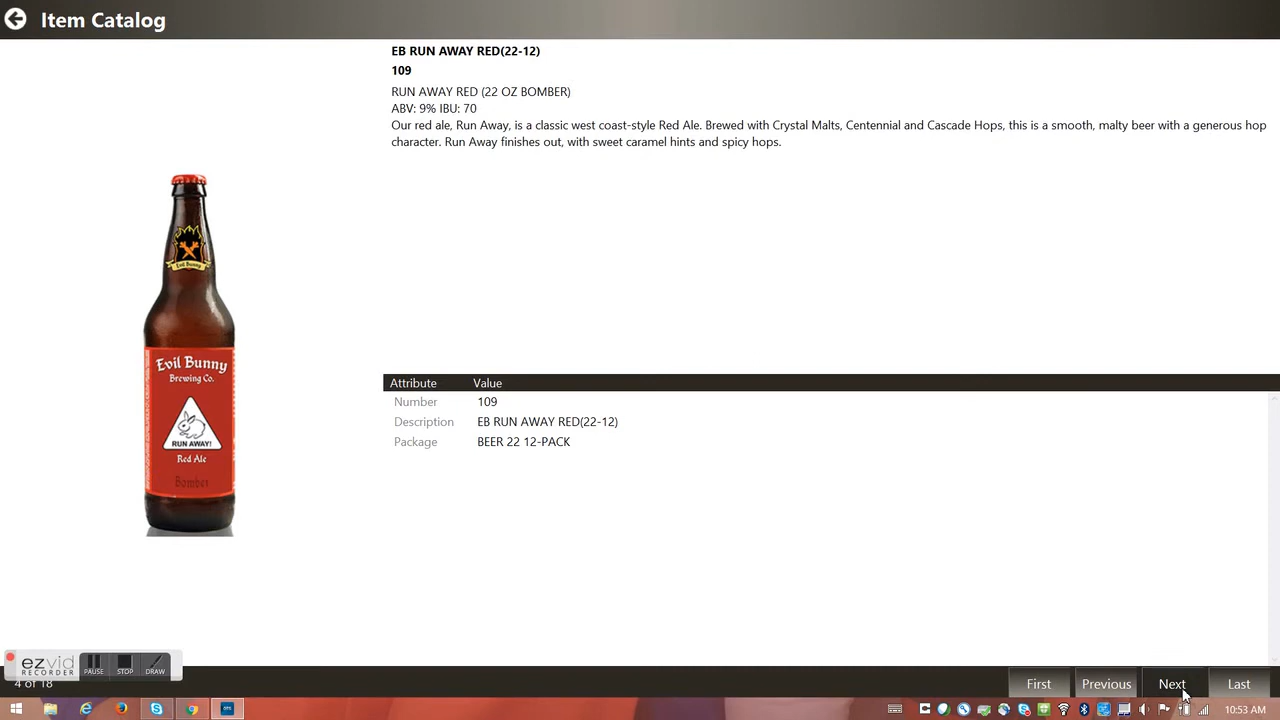 Item Catalog
EB RUN AWAY RED(22-12)
109
RUN AWAY RED (22 OZ BOMBER)
ABV: 9% IBU: 70
Our red ale, Run Away, is a classic west coast-style Red Ale. Brewed with Crystal Malts, Centennial and Cascade Hops, this is a smooth, malty beer with a generous hop
character. Run Away finishes out, with sweet caramel hints and spicy hops.
Evil Bunny
Evil Bunny
Brewing Co.
RUN AWAY!
Red Ale
Bomber
Attribute Value
Number 109
Description EB RUN AWAY RED(22-12)
Package BEER 22 12-PACK
ezvid
RECORDER
PAUSE STOP DRAW
4 of 18
First Previous Next Last
10:53 AM